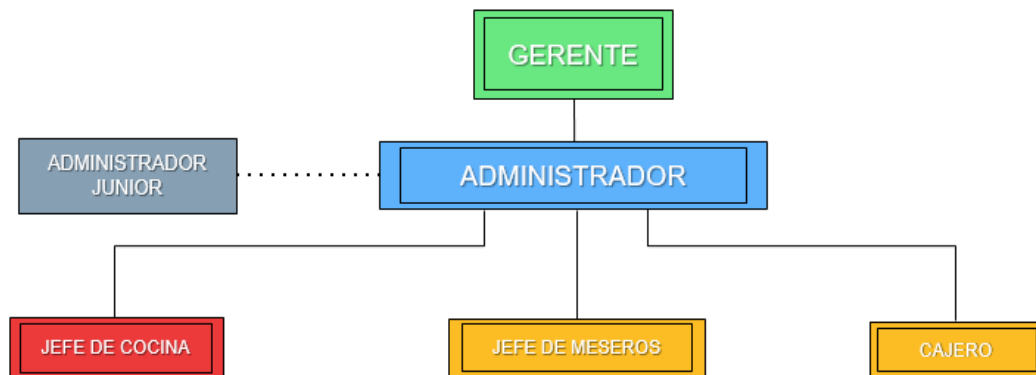 GERENTE
ADMINISTRADOR
JUNIOR
ADMINISTRADOR
JEFE DE COCINA
JEFE DE MESEROS
CAJERO